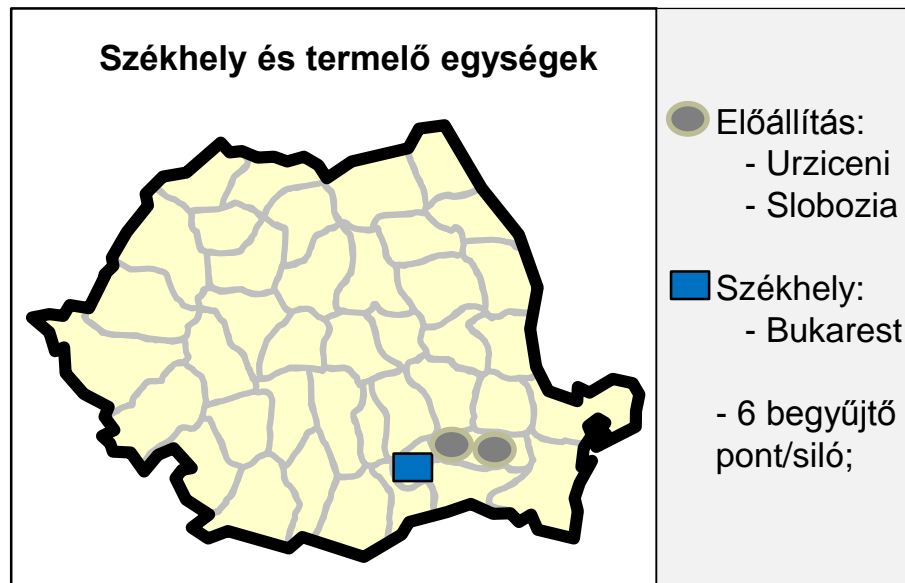 Székhely és termelő egységek
Előállítás:
- Urziceni
- Slobozia
Székhely:
- Bukarest
- 6 begyűjtő
pont/siló;